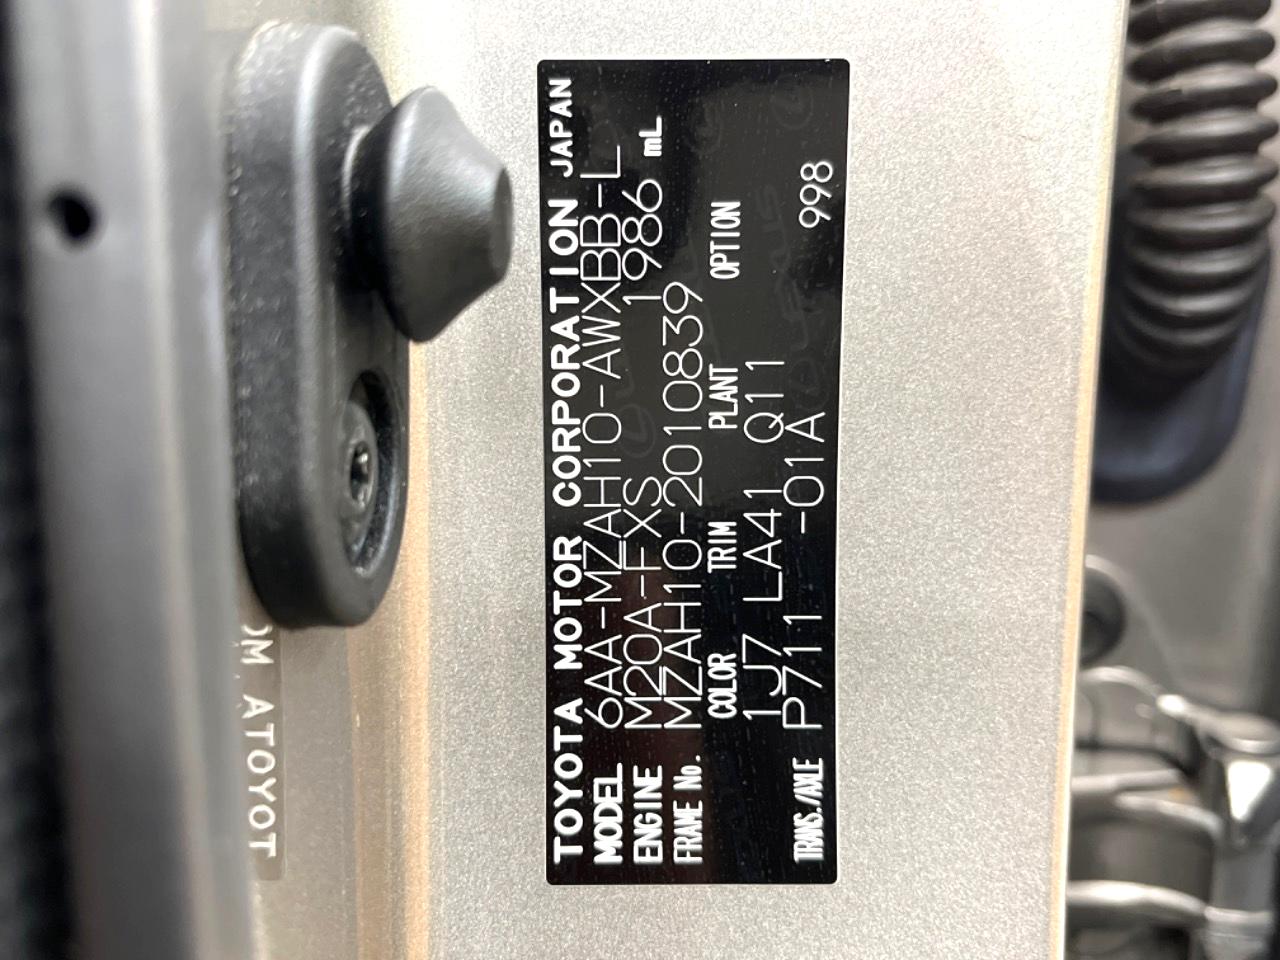 TOYOTA MOTOR CORPORATION JAPAN
MODEL 6AA-MZAH10-AWXBB-L
ENGINE M20A-FXS 1986 mL
FRAME No. MZAH10-2010839
COLOR TRIM PLANT OPTION
1J7 LA41 Q11
TRANS./AXLE P711 -01A 998
TOYOTA MO